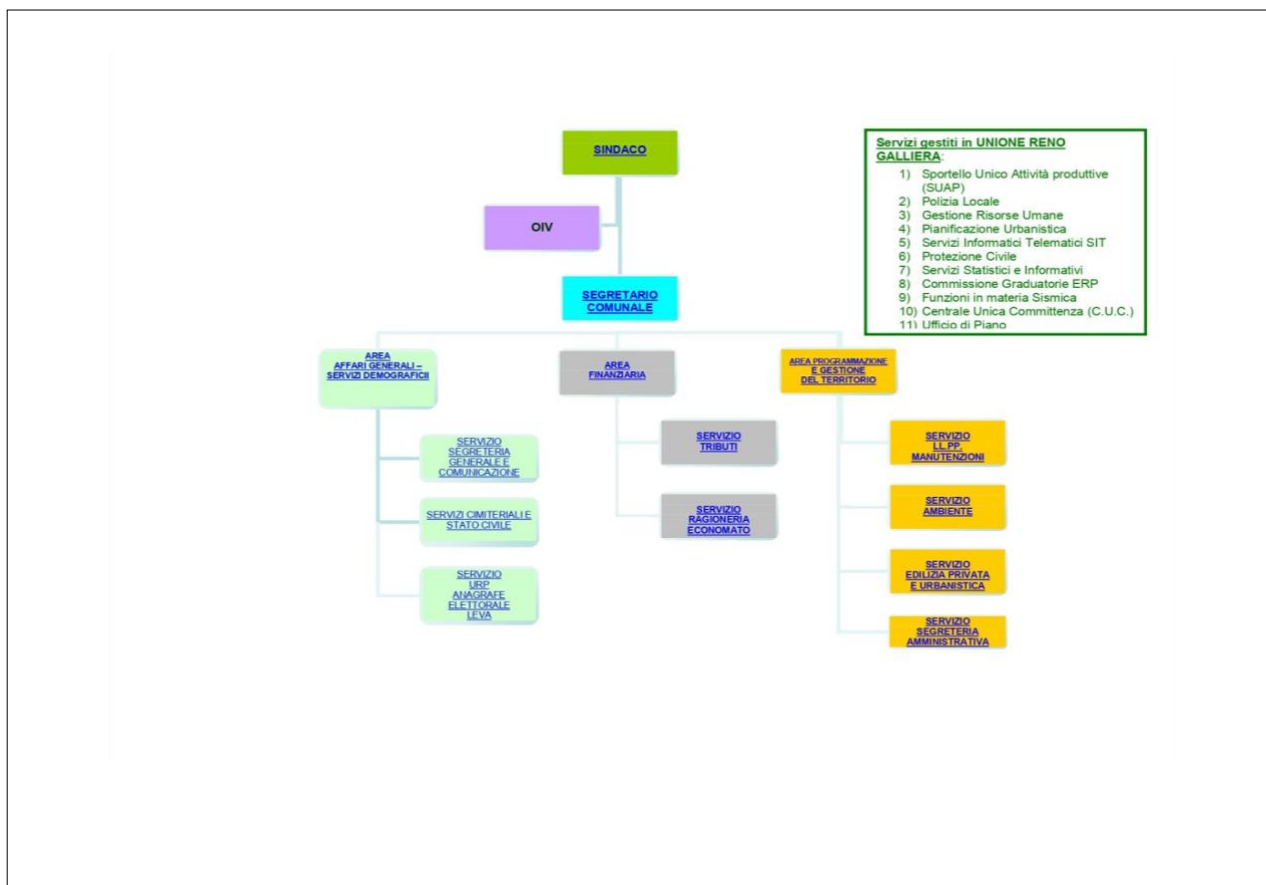 SINDACO
OIV
SEGRETARIO
COMUNALE
Servizi gestiti in UNIONE RENO
GALLIERA:
1) Sportello Unico Attività produttive
(SUAP)
2) Polizia Locale
3) Gestione Risorse Umane
4) Pianificazione Urbanistica
5) Servizi Informatici Telematici SIT
6) Protezione Civile
7) Servizi Statistici e Informativi
8) Commissione Graduatorie ERP
9) Funzioni in materia Sismica
10) Centrale Unica Committenza (C.U.C.)
11) Ufficio di Piano
AREA
AFFARI GENERALI –
SERVIZI DEMOGRAFICII
SERVIZIO
SEGRETERIA
GENERALE E
COMUNICAZIONE
SERVIZI CIMITERIALI E
STATO CIVILE
SERVIZIO
URP
ANAGRAFE
ELETTORALE
LEVA
AREA
FINANZIARIA
SERVIZIO
TRIBUTI
SERVIZIO
RAGIONERIA
ECONOMATO
AREA PROGRAMMAZIONE
E GESTIONE
DEL TERRITORIO
SERVIZIO
LL.PP.
MANUTENZIONI
SERVIZIO
AMBIENTE
SERVIZIO
EDILIZIA PRIVATA
E URBANISTICA
SERVIZIO
SEGRETERIA
AMMINISTRATIVA